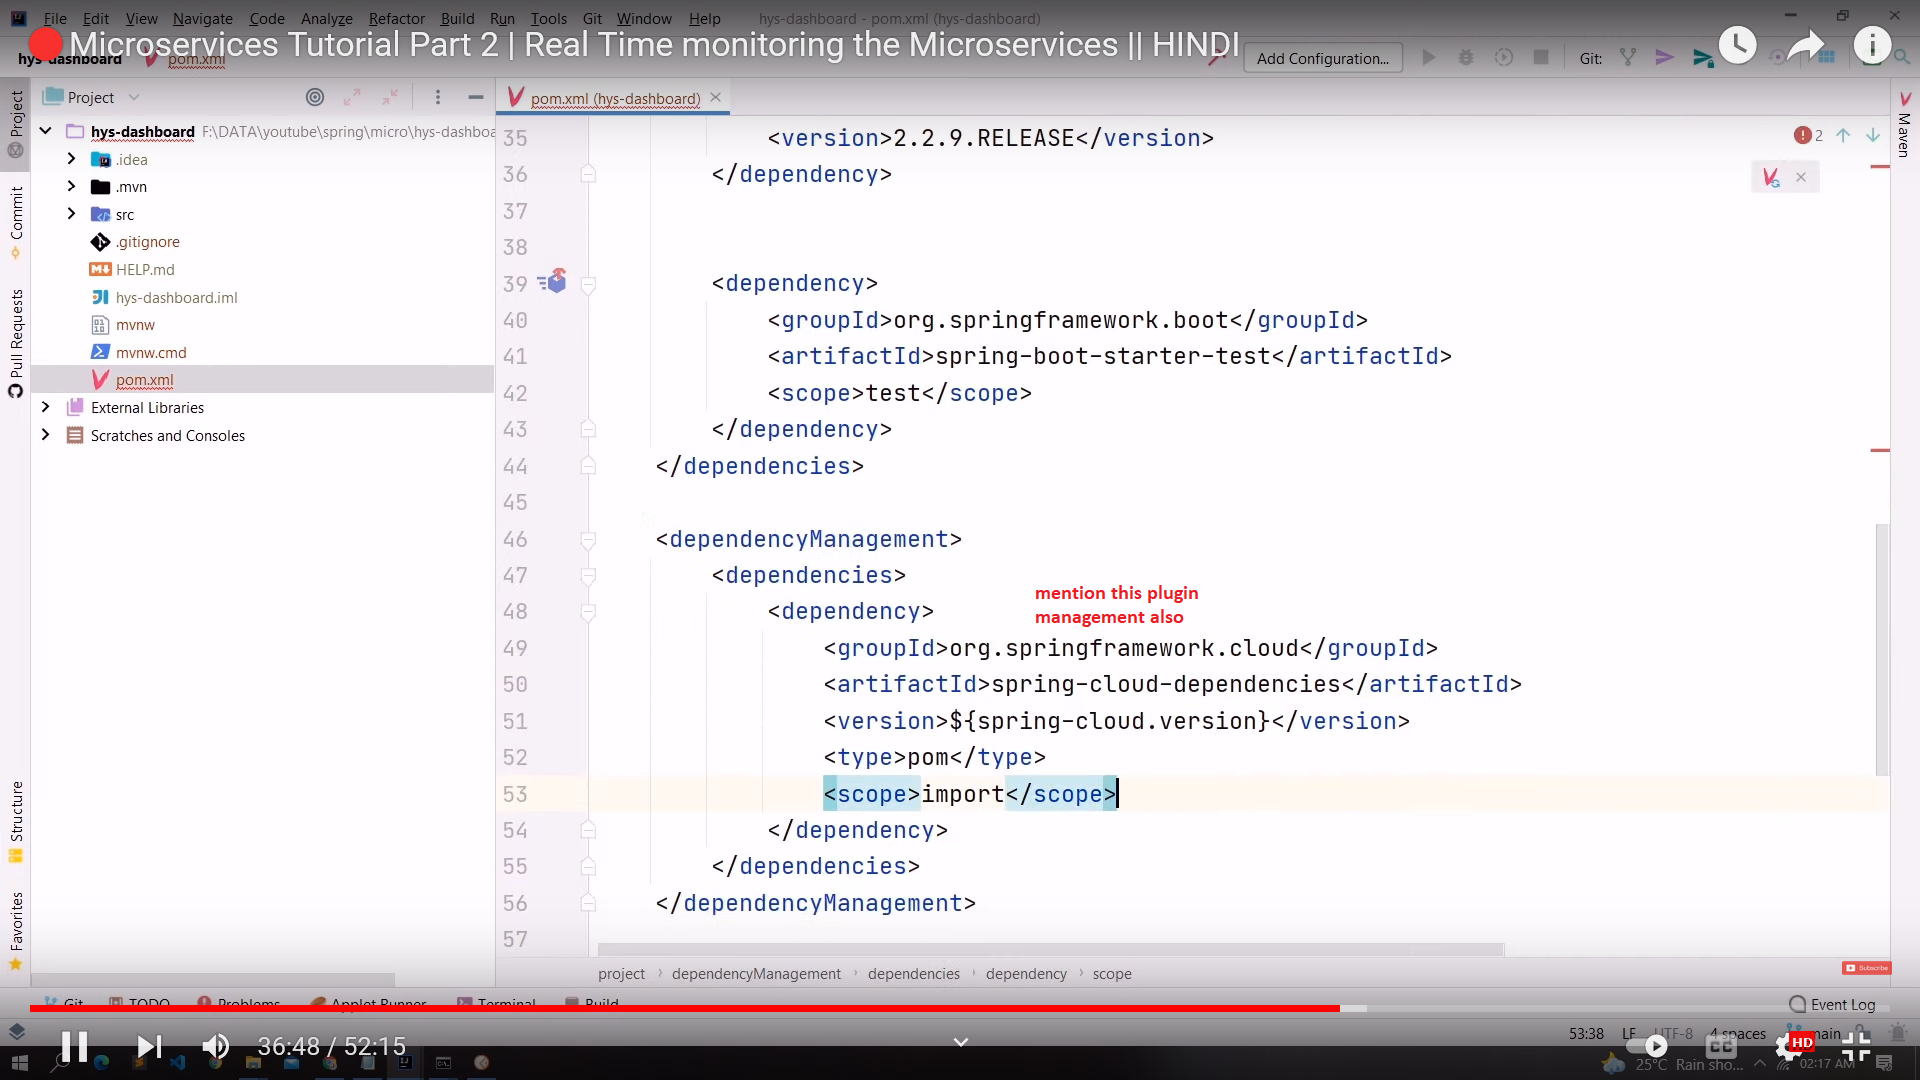 File Edit View Navigate Code Analyze Refactor Build Run Tools Git Window Help hys-dashboard - pom.xml (hys-dashboard)
Microservices Tutorial Part 2 | Real Time monitoring the Microservices || HINDI
hys-dashboard pom.xml Add Configuration... Git:
Project pom.xml (hys-dashboard)
hys-dashboard F:\DATA\youtube\spring\micro\hys-dashboa
.idea
.mvn
src
.gitignore
HELP.md
hys-dashboard.iml
mvnw
mvnw.cmd
pom.xml
External Libraries
Scratches and Consoles
Project
Commit
Pull Requests
Structure
Favorites
Maven
2
35 <version>2.2.9.RELEASE</version>
36 </dependency>
37
38
39 <dependency>
40 <groupId>org.springframework.boot</groupId>
41 <artifactId>spring-boot-starter-test</artifactId>
42 <scope>test</scope>
43 </dependency>
44 </dependencies>
45
46 <dependencyManagement>
47 <dependencies>
mention this plugin
management also
48 <dependency>
49 <groupId>org.springframework.cloud</groupId>
50 <artifactId>spring-cloud-dependencies</artifactId>
51 <version>${spring-cloud.version}</version>
52 <type>pom</type>
53 <scope>import</scope>
54 </dependency>
55 </dependencies>
56 </dependencyManagement>
57
project dependencyManagement dependencies dependency scope
Subscribe
Git TODO Problems Applet Runner Terminal Build Event Log
53:38 LF UTF-8 4 spaces main
36:48 / 52:15 CC HD
25°C Rain sho... 02:17 AM